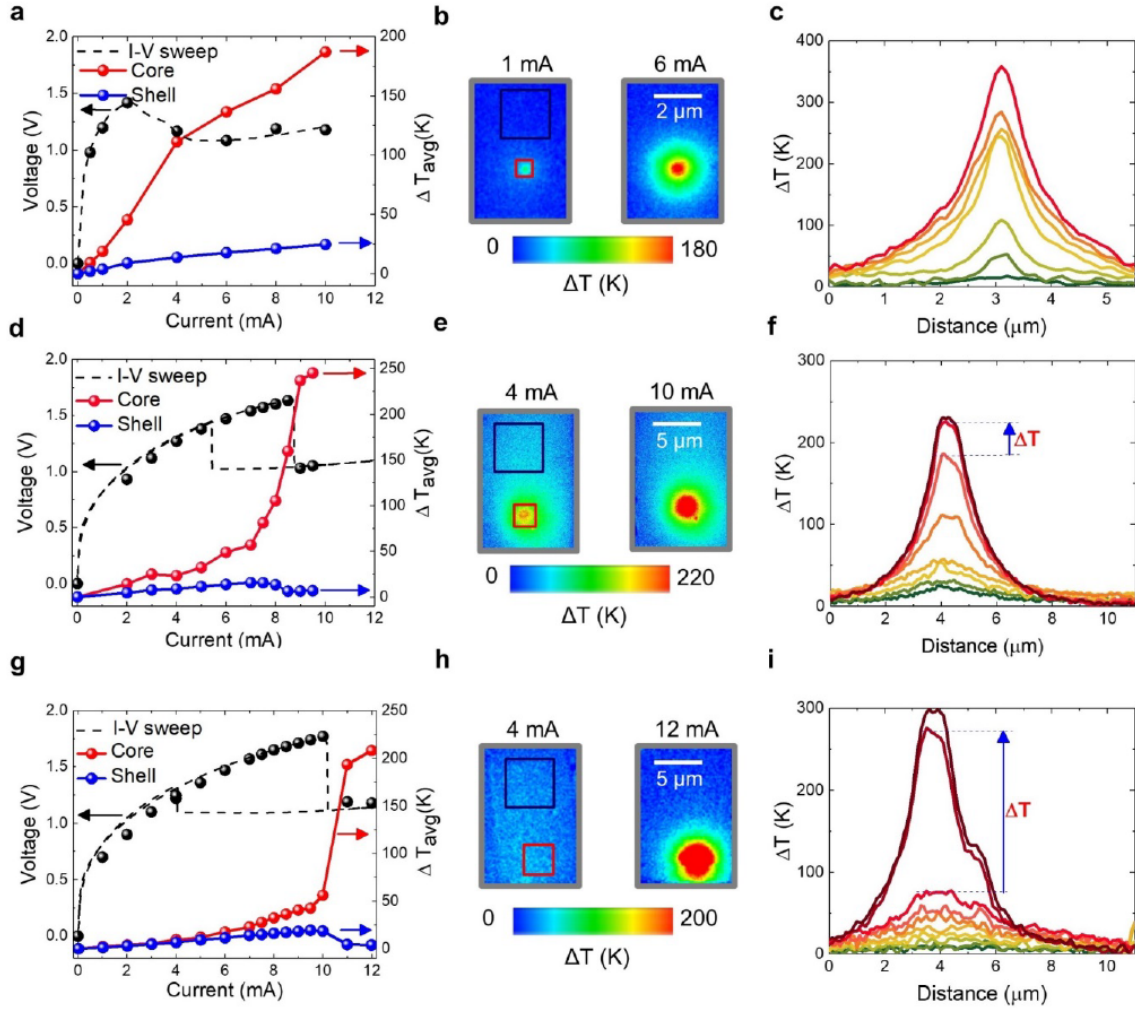 a
2.0
1.5
1.0
0.5
0.0
Voltage (V)
I-V sweep
Core
Shell
200
150
100
50
0
Δ Tavg(K)
0 2 4 6 8 10 12
Current (mA)
b
1 mA
6 mA
2 μm
0
180
ΔT (K)
c
400
300
200
100
0
ΔT (K)
0 1 2 3 4 5
Distance (μm)
d
2.0
1.5
1.0
0.5
0.0
Voltage (V)
I-V sweep
Core
Shell
250
200
150
100
50
0
Δ Tavg(K)
0 2 4 6 8 10 12
Current (mA)
e
4 mA
10 mA
5 μm
0
220
ΔT (K)
f
300
200
100
0
ΔT (K)
ΔT
0 2 4 6 8 10
Distance (μm)
g
2.0
1.5
1.0
0.5
0.0
Voltage (V)
I-V sweep
Core
Shell
250
200
150
100
50
0
Δ Tavg(K)
0 2 4 6 8 10 12
Current (mA)
h
4 mA
12 mA
5 μm
0
200
ΔT (K)
i
300
250
200
150
100
50
0
ΔT (K)
ΔT
0 2 4 6 8 10
Distance (μm)